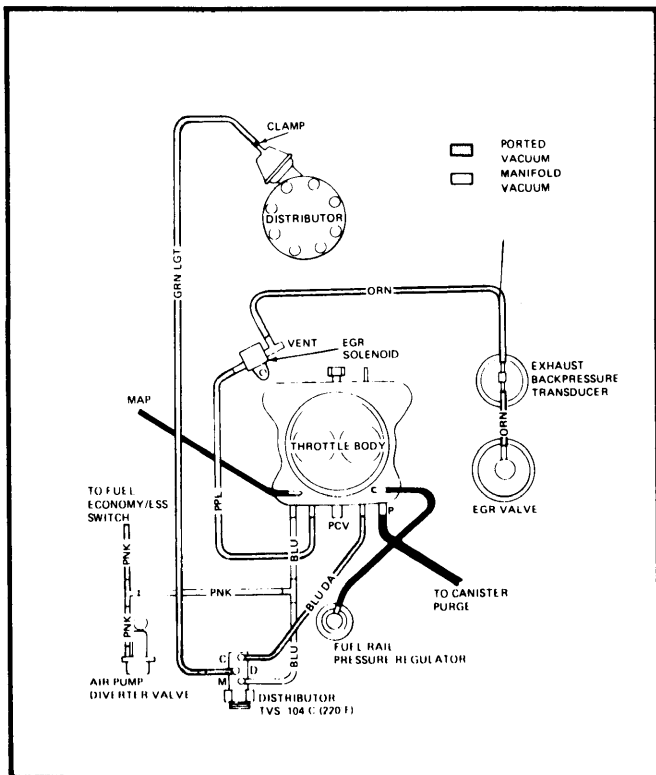 CLAMP
PORTED
VACUUM
MANIFOLD
VACUUM
DISTRIBUTOR
GRN LGT
ORN
VENT
EGR
SOLENOID
EXHAUST
BACKPRESSURE
TRANSDUCER
MAP
THROTTLE BODY
ORN
C
TO FUEL
ECONOMY/ESS
SWITCH
PPL
PCV
P
EGR VALVE
BLU
PNK
PNK
BLU DA
TO CANISTER
PURGE
PNK
BLU
C
D
M
FUEL RAIL
PRESSURE REGULATOR
AIR PUMP
DIVERTER VALVE
DISTRIBUTOR
TVS 104 C (220 F)